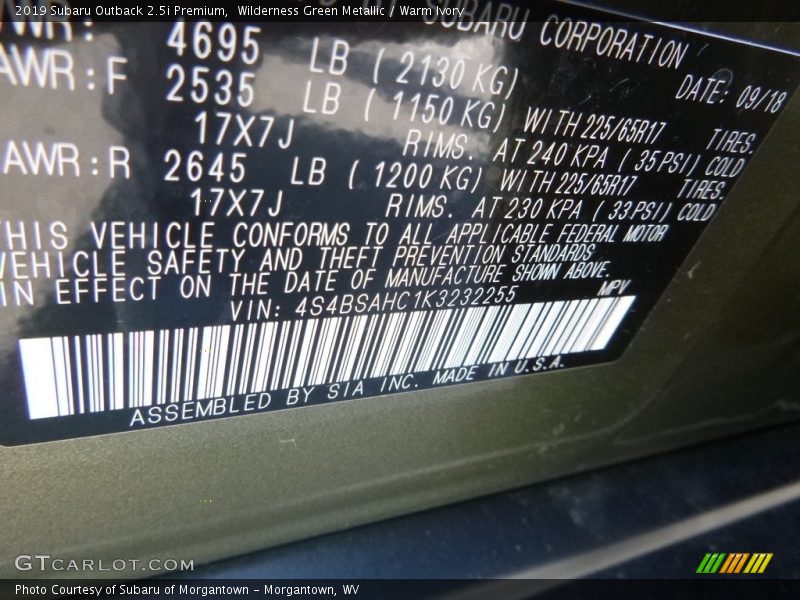 2019 Subaru Outback 2.5i Premium, Wilderness Green Metallic / Warm Ivory
SUBARU CORPORATION
4695 LB ( 2130 KG) DATE: 09/18
AWR:F 2535 LB ( 1150 KG) WITH 225/65R17 TIRES.
17X7J RIMS. AT 240 KPA ( 35 PSI) COLD
AWR:R 2645 LB ( 1200 KG) WITH 225/65R17 TIRES.
17X7J RIMS. AT 230 KPA ( 33 PSI) COLD
THIS VEHICLE CONFORMS TO ALL APPLICABLE FEDERAL MOTOR
VEHICLE SAFETY AND THEFT PREVENTION STANDARDS
IN EFFECT ON THE DATE OF MANUFACTURE SHOWN ABOVE.
VIN: 4S4BSAHC1K3232255 MPV
ASSEMBLED BY SIA INC. MADE IN U.S.A.
GTCARLOT.COM
Photo Courtesy of Subaru of Morgantown - Morgantown, WV